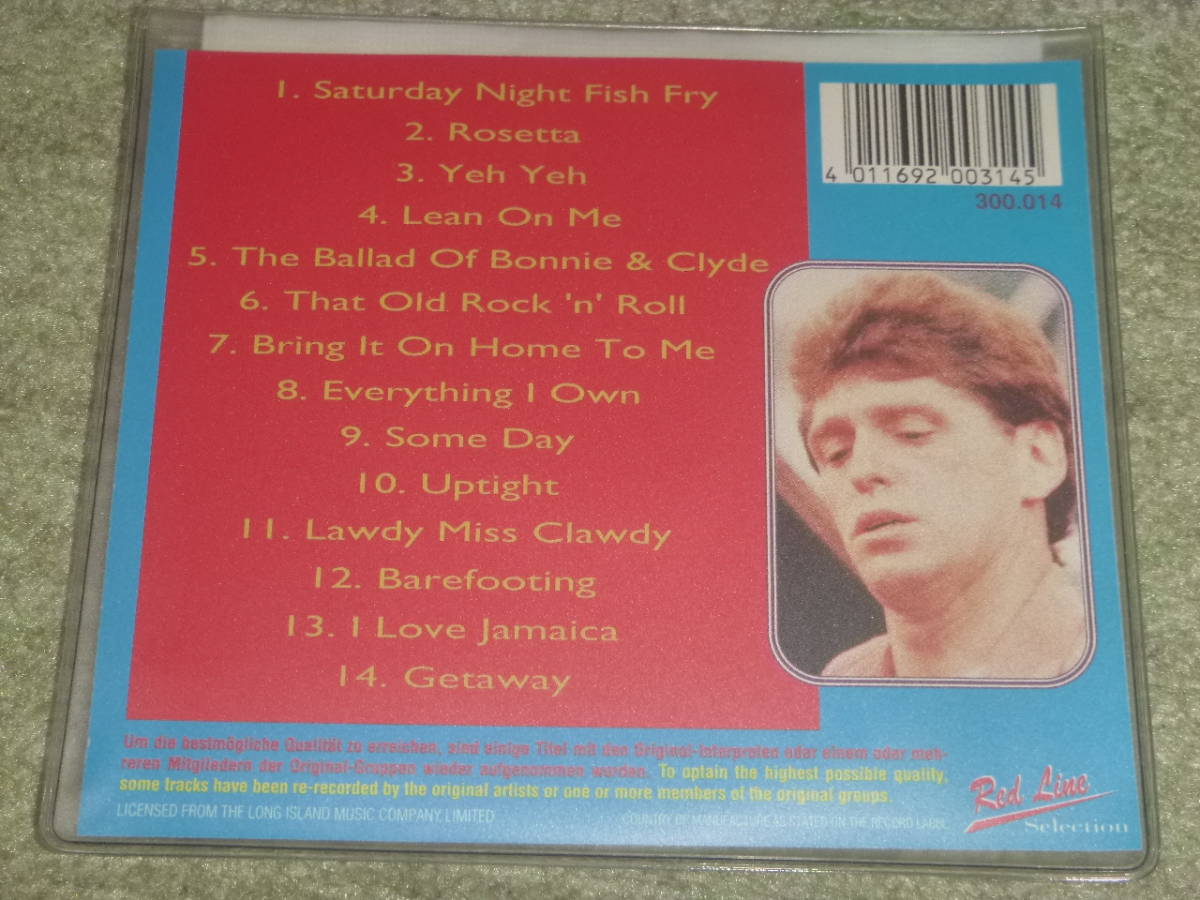 1. Saturday Night Fish Fry
2. Rosetta
3. Yeh Yeh
4. Lean On Me
5. The Ballad Of Bonnie & Clyde
6. That Old Rock 'n' Roll
7. Bring It On Home To Me
8. Everything I Own
9. Some Day
10. Uptight
11. Lawdy Miss Clawdy
12. Barefooting
13. I Love Jamaica
14. Getaway
4 011692 003145
300.014
Um die bestmögliche Qualität zu erreichen, sind einige Titel mit den Original-Interpreten oder einem oder meh-
reren Mitgliedern der Original-Gruppen wieder aufgenommen worden. To optain the highest possible quality,
some tracks have been re-recorded by the original artists or one or more members of the original groups.
LICENSED FROM THE LONG ISLAND MUSIC COMPANY LIMITED
COUNTRY OF MANUFACTURE AS STATED ON THE RECORD LABEL
Red Line
Selection